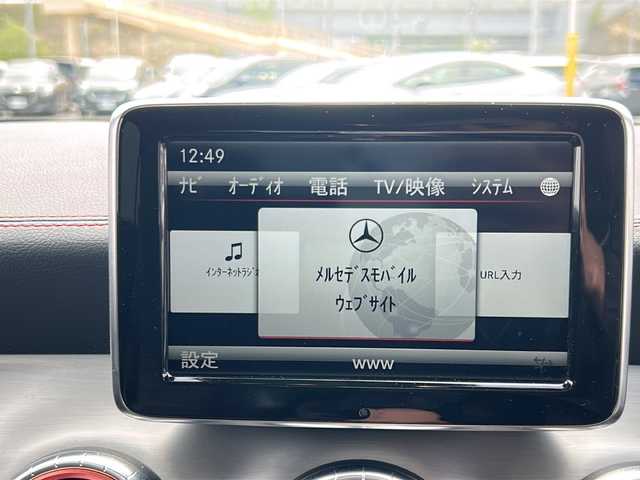 12:49
ﾅﾋﾞ ｵｰﾃﾞｨｵ 電話 TV/映像 ｼｽﾃﾑ
ｲﾝﾀｰﾈｯﾄﾗｼﾞｵ
ﾒﾙｾﾃﾞｽﾓﾊﾞｲﾙ
ｳｪﾌﾞｻｲﾄ
URL入力
設定 WWW